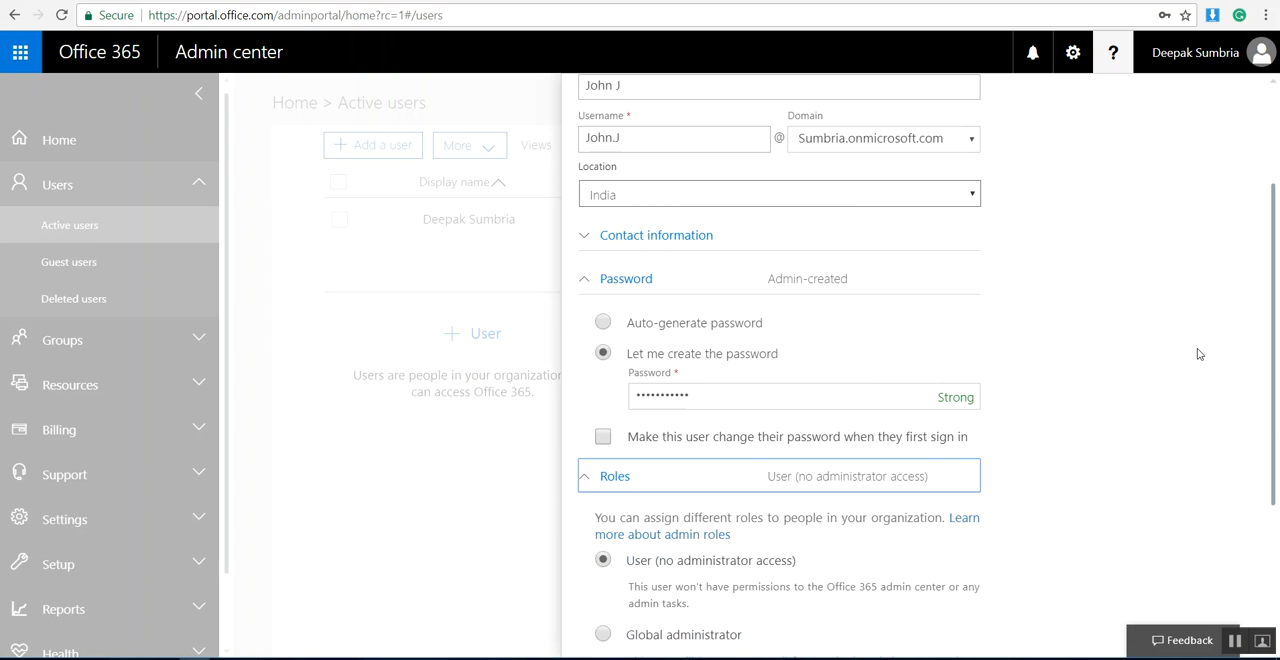 Secure https://portal.office.com/adminportal/home?rc=1#/users
Office 365 Admin center ? Deepak Sumbria
Home
Users
Active users
Guest users
Deleted users
Groups
Resources
Billing
Support
Settings
Setup
Reports
Health
Home > Active users
+ Add a user More Views
Display name
Deepak Sumbria
+ User
Users are people in your organization
can access Office 365.
John J
Username * Domain
John.J @ Sumbria.onmicrosoft.com
Location
India
Contact information
Password Admin-created
Auto-generate password
Let me create the password
Password *
••••••••••• Strong
Make this user change their password when they first sign in
Roles User (no administrator access)
You can assign different roles to people in your organization. Learn
more about admin roles
User (no administrator access)
This user won't have permissions to the Office 365 admin center or any
admin tasks.
Global administrator
Feedback